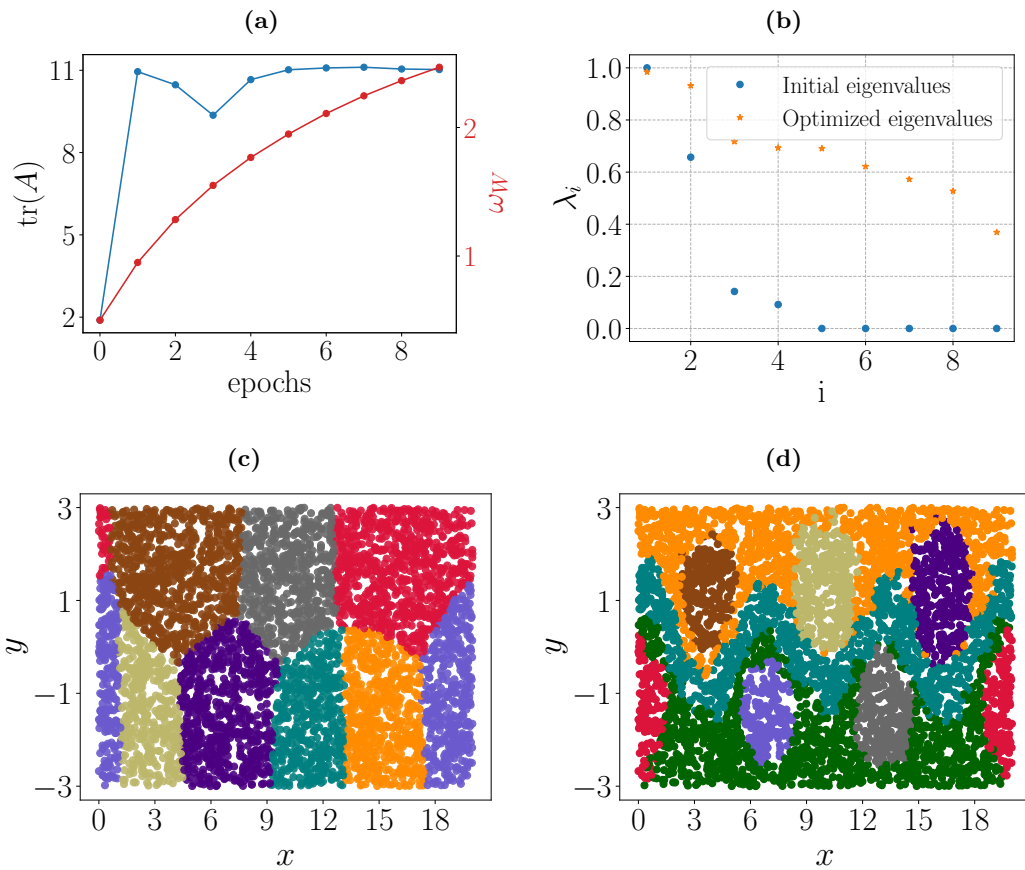 (a)
11
8
5
2
tr(A)
2
1
ω_W
0
2
4
6
8
epochs
(b)
1.0
0.8
0.6
0.4
0.2
0.0
λ_i
Initial eigenvalues
Optimized eigenvalues
2
4
6
8
i
(c)
3
1
−1
−3
y
0
3
6
9
12
15
18
x
(d)
3
1
−1
−3
y
0
3
6
9
12
15
18
x